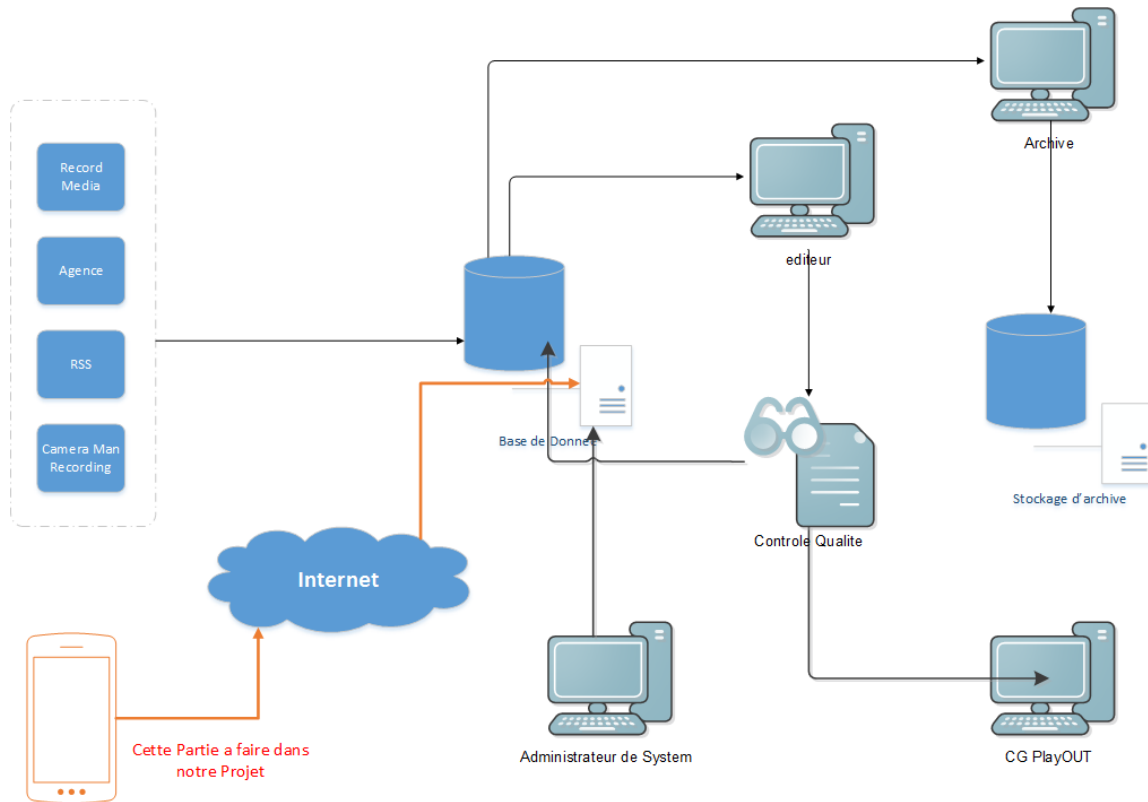 Record
Media
Agence
RSS
Camera Man
Recording
Archive
editeur
Base de Donneé
Stockage d'archive
Controle Qualite
Internet
Cette Partie a faire dans
notre Projet
Administrateur de System
CG PlayOUT